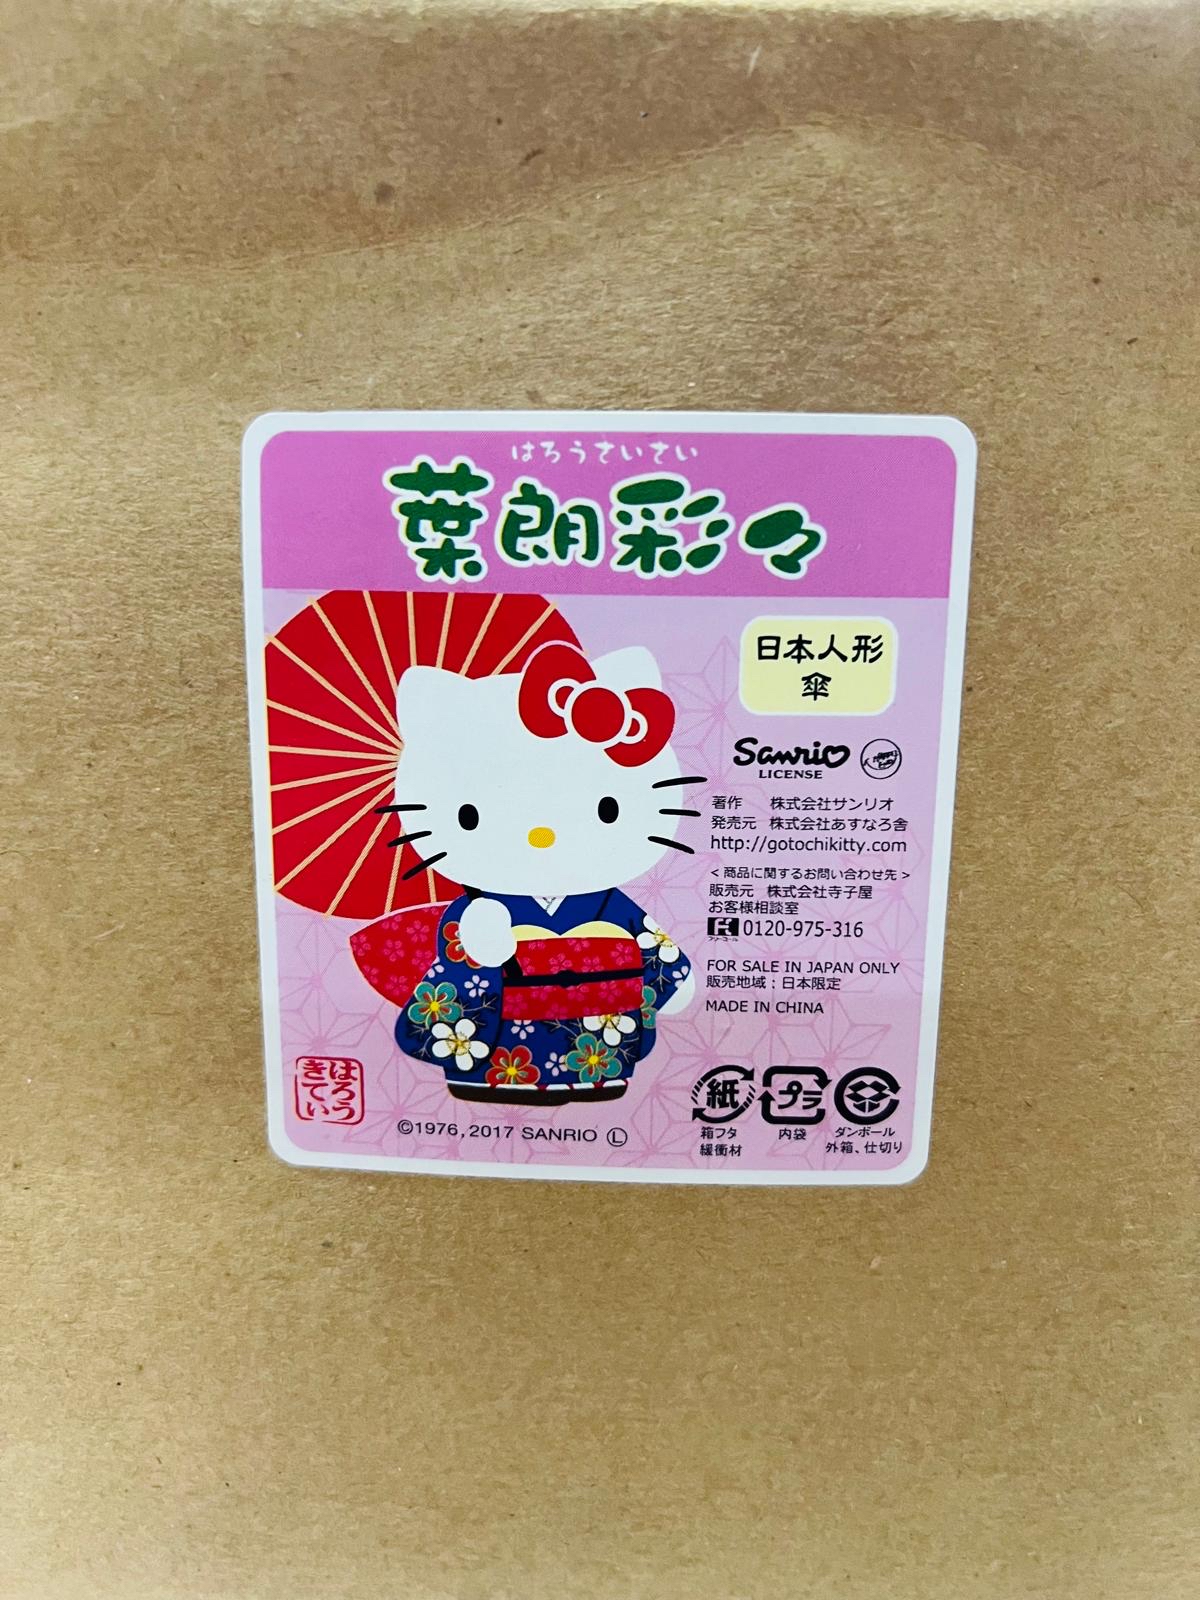 はろうさいさい
葉朗彩々
日本人形
傘
Sanrio
LICENSE
著作　株式会社サンリオ
発売元　株式会社あすなろ舎
http://gotochikitty.com
＜商品に関するお問い合わせ先＞
販売元　株式会社寺子屋
お客様相談室
フリーコール 0120-975-316
FOR SALE IN JAPAN ONLY
販売地域：日本限定
MADE IN CHINA
はろう
きてぃ
©1976,2017 SANRIO Ⓛ
紙
箱フタ
緩衝材
プラ
内袋
ダンボール
外箱、仕切り